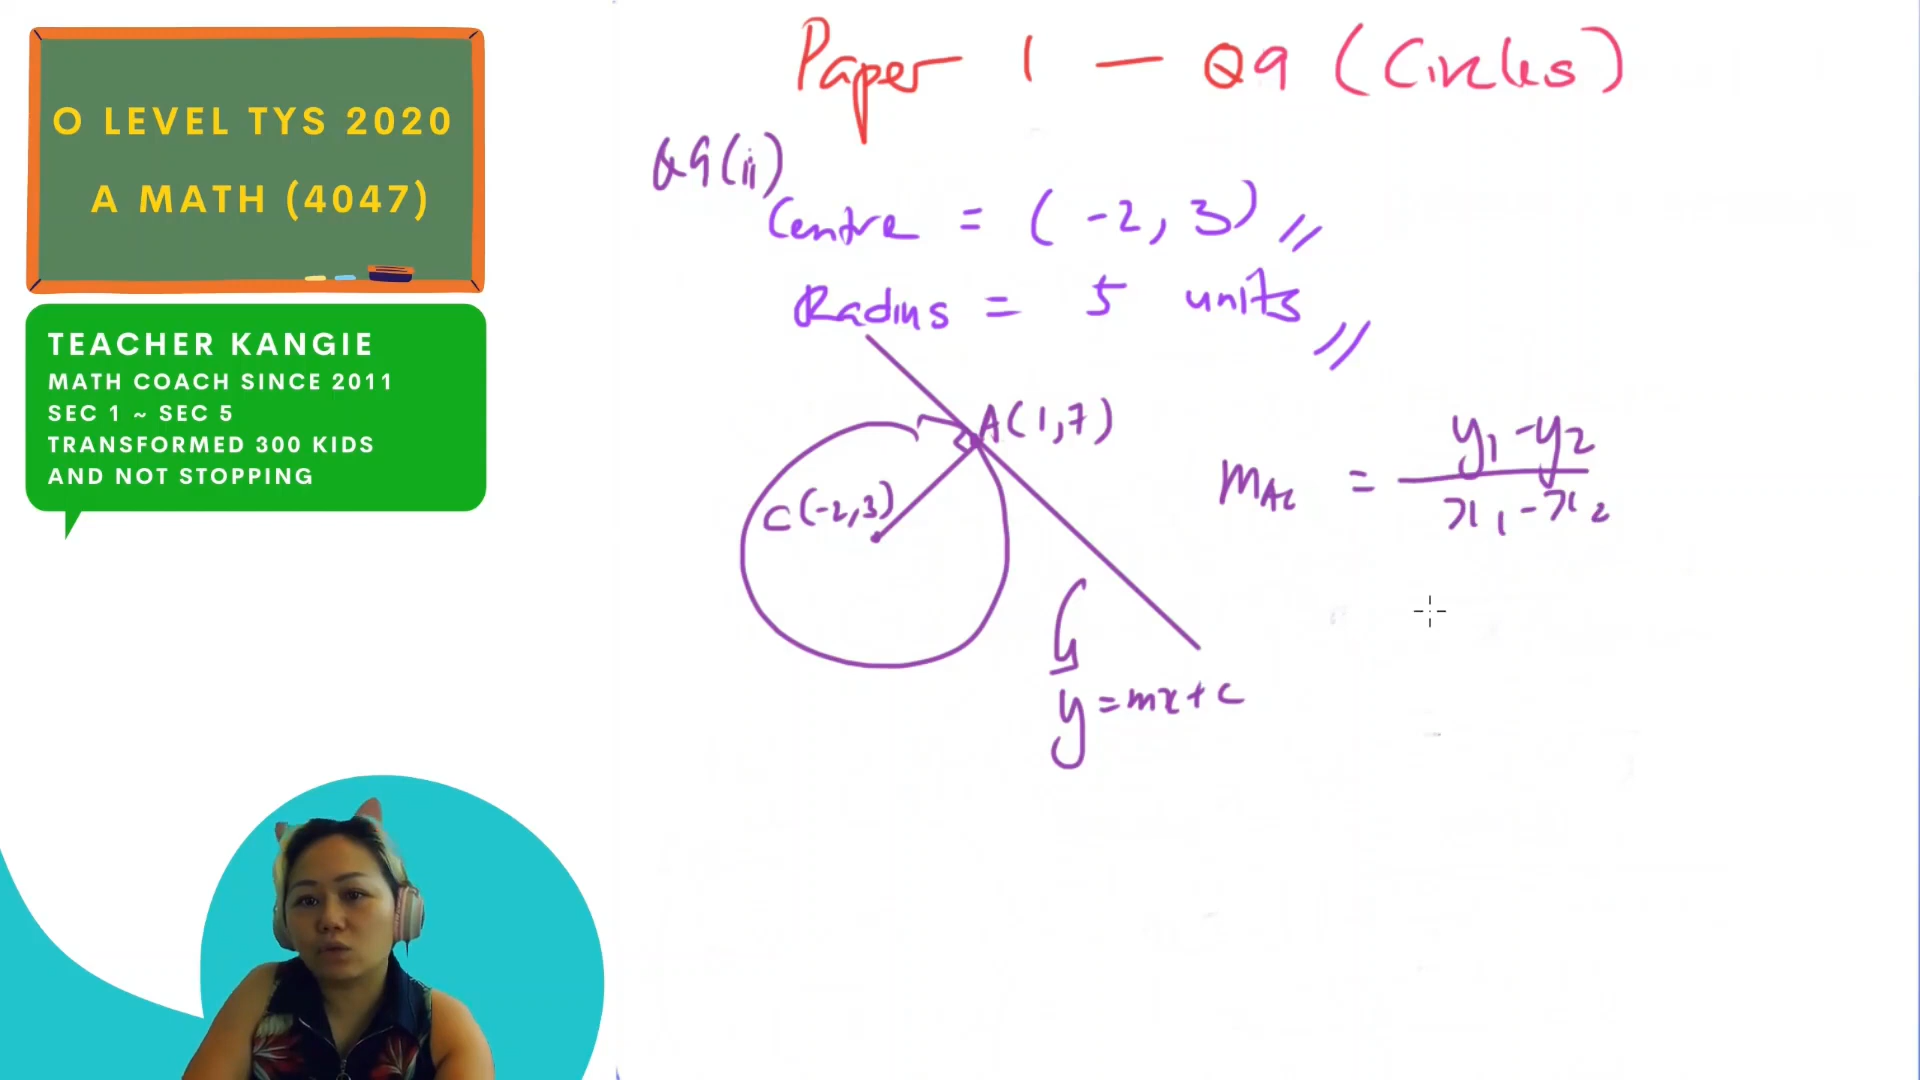 O LEVEL TYS 2020
A MATH (4047)
TEACHER KANGIE
MATH COACH SINCE 2011
SEC 1 ~ SEC 5
TRANSFORMED 300 KIDS
AND NOT STOPPING
Paper 1 — Q9 (Circles)
Q9(ii)
Centre = (-2, 3) //
Radius = 5 units //
A(1,7)
C(-2,3)
m_AC = (y₁ - y₂)/(x₁ - x₂)
y = mx + c